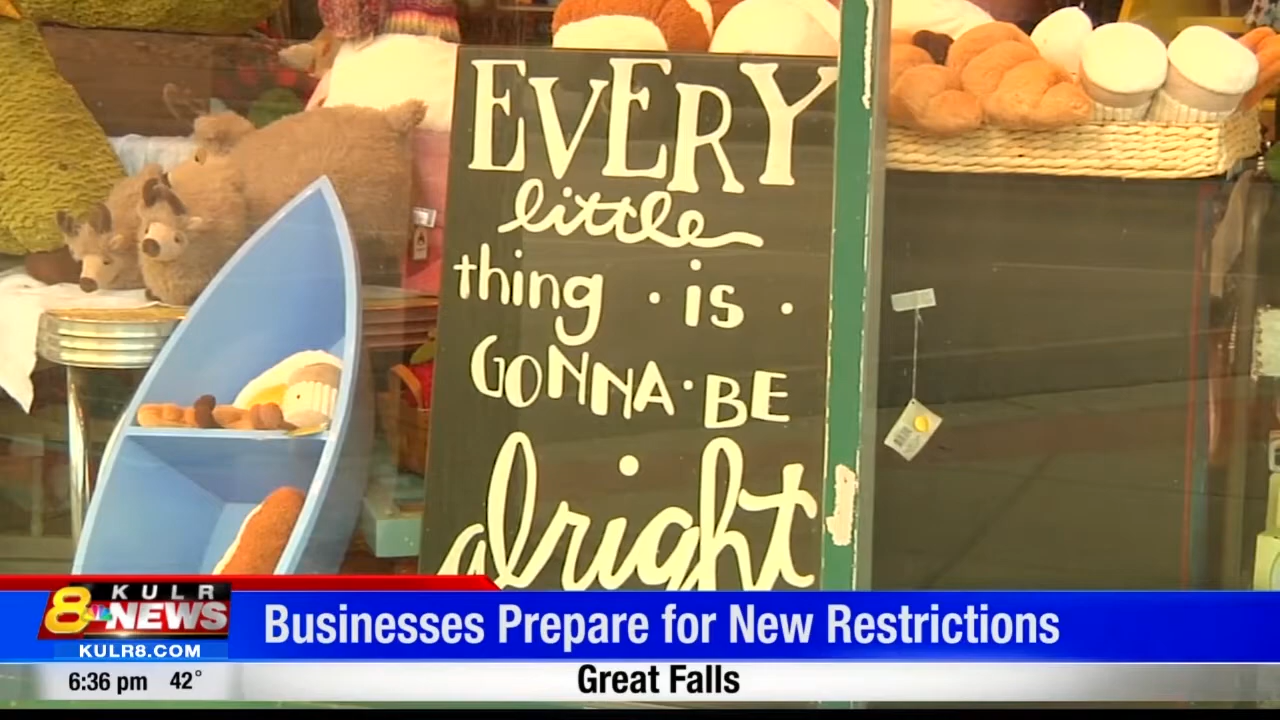 EVERY
little
thing · is ·
GONNA · BE
alright
8 KULR
NEWS
KULR8.COM
Businesses Prepare for New Restrictions
6:36 pm 42°
Great Falls